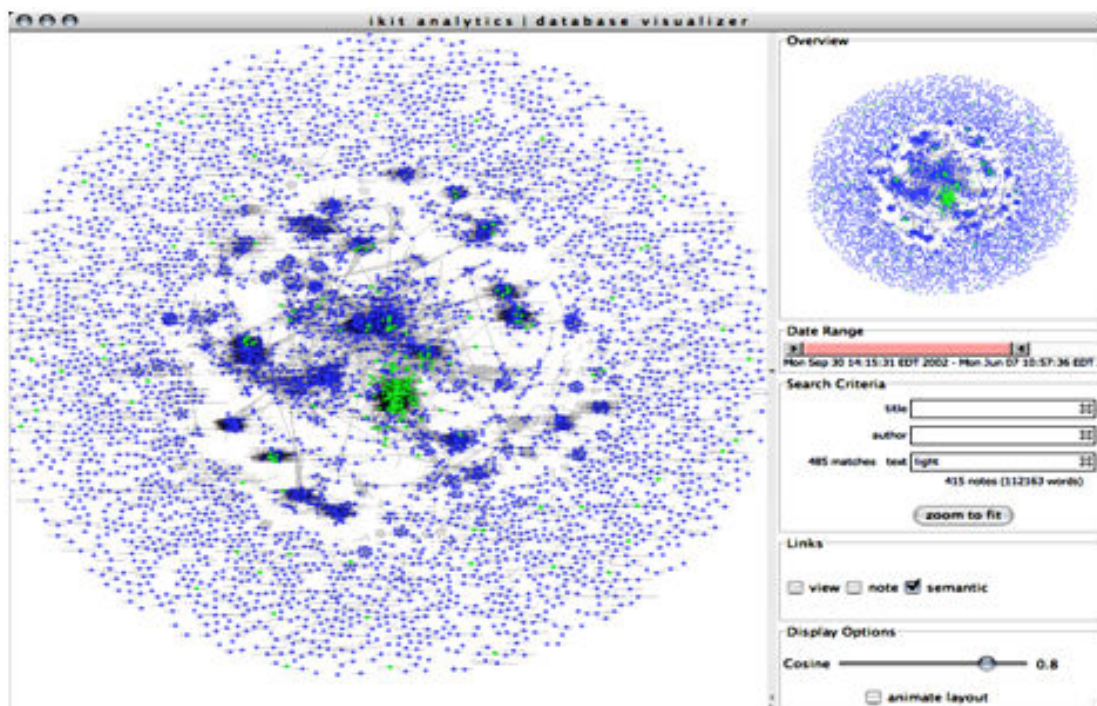 ikit analytics | database visualizer
Overview
Date Range
Mon Sep 30 14:15:31 EDT 2002 - Mon Jun 07 10:57:36 EDT
Search Criteria
title
author
485 matches text light
415 notes (112163 words)
zoom to fit
Links
view note semantic
Display Options
Cosine 0.8
animate layout